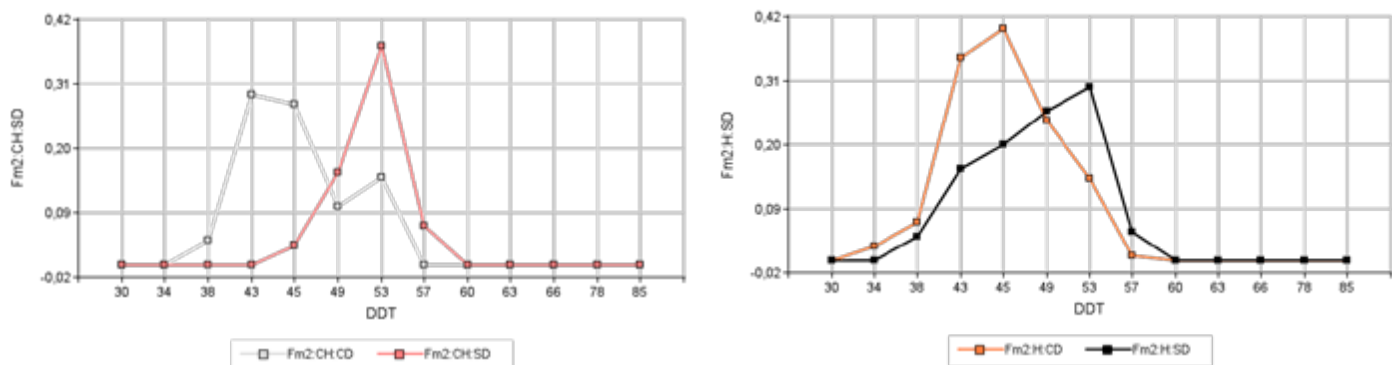 0,42
0,31
0,20
0,09
-0,02
Fm2:CH:SD
30 34 38 43 45 49 53 57 60 63 66 78 85
DDT
Fm2:CH:CD Fm2:CH:SD
0,42
0,31
0,20
0,09
-0,02
Fm2:H:SD
30 34 38 43 45 49 53 57 60 63 66 78 85
DDT
Fm2:H:CD Fm2:H:SD